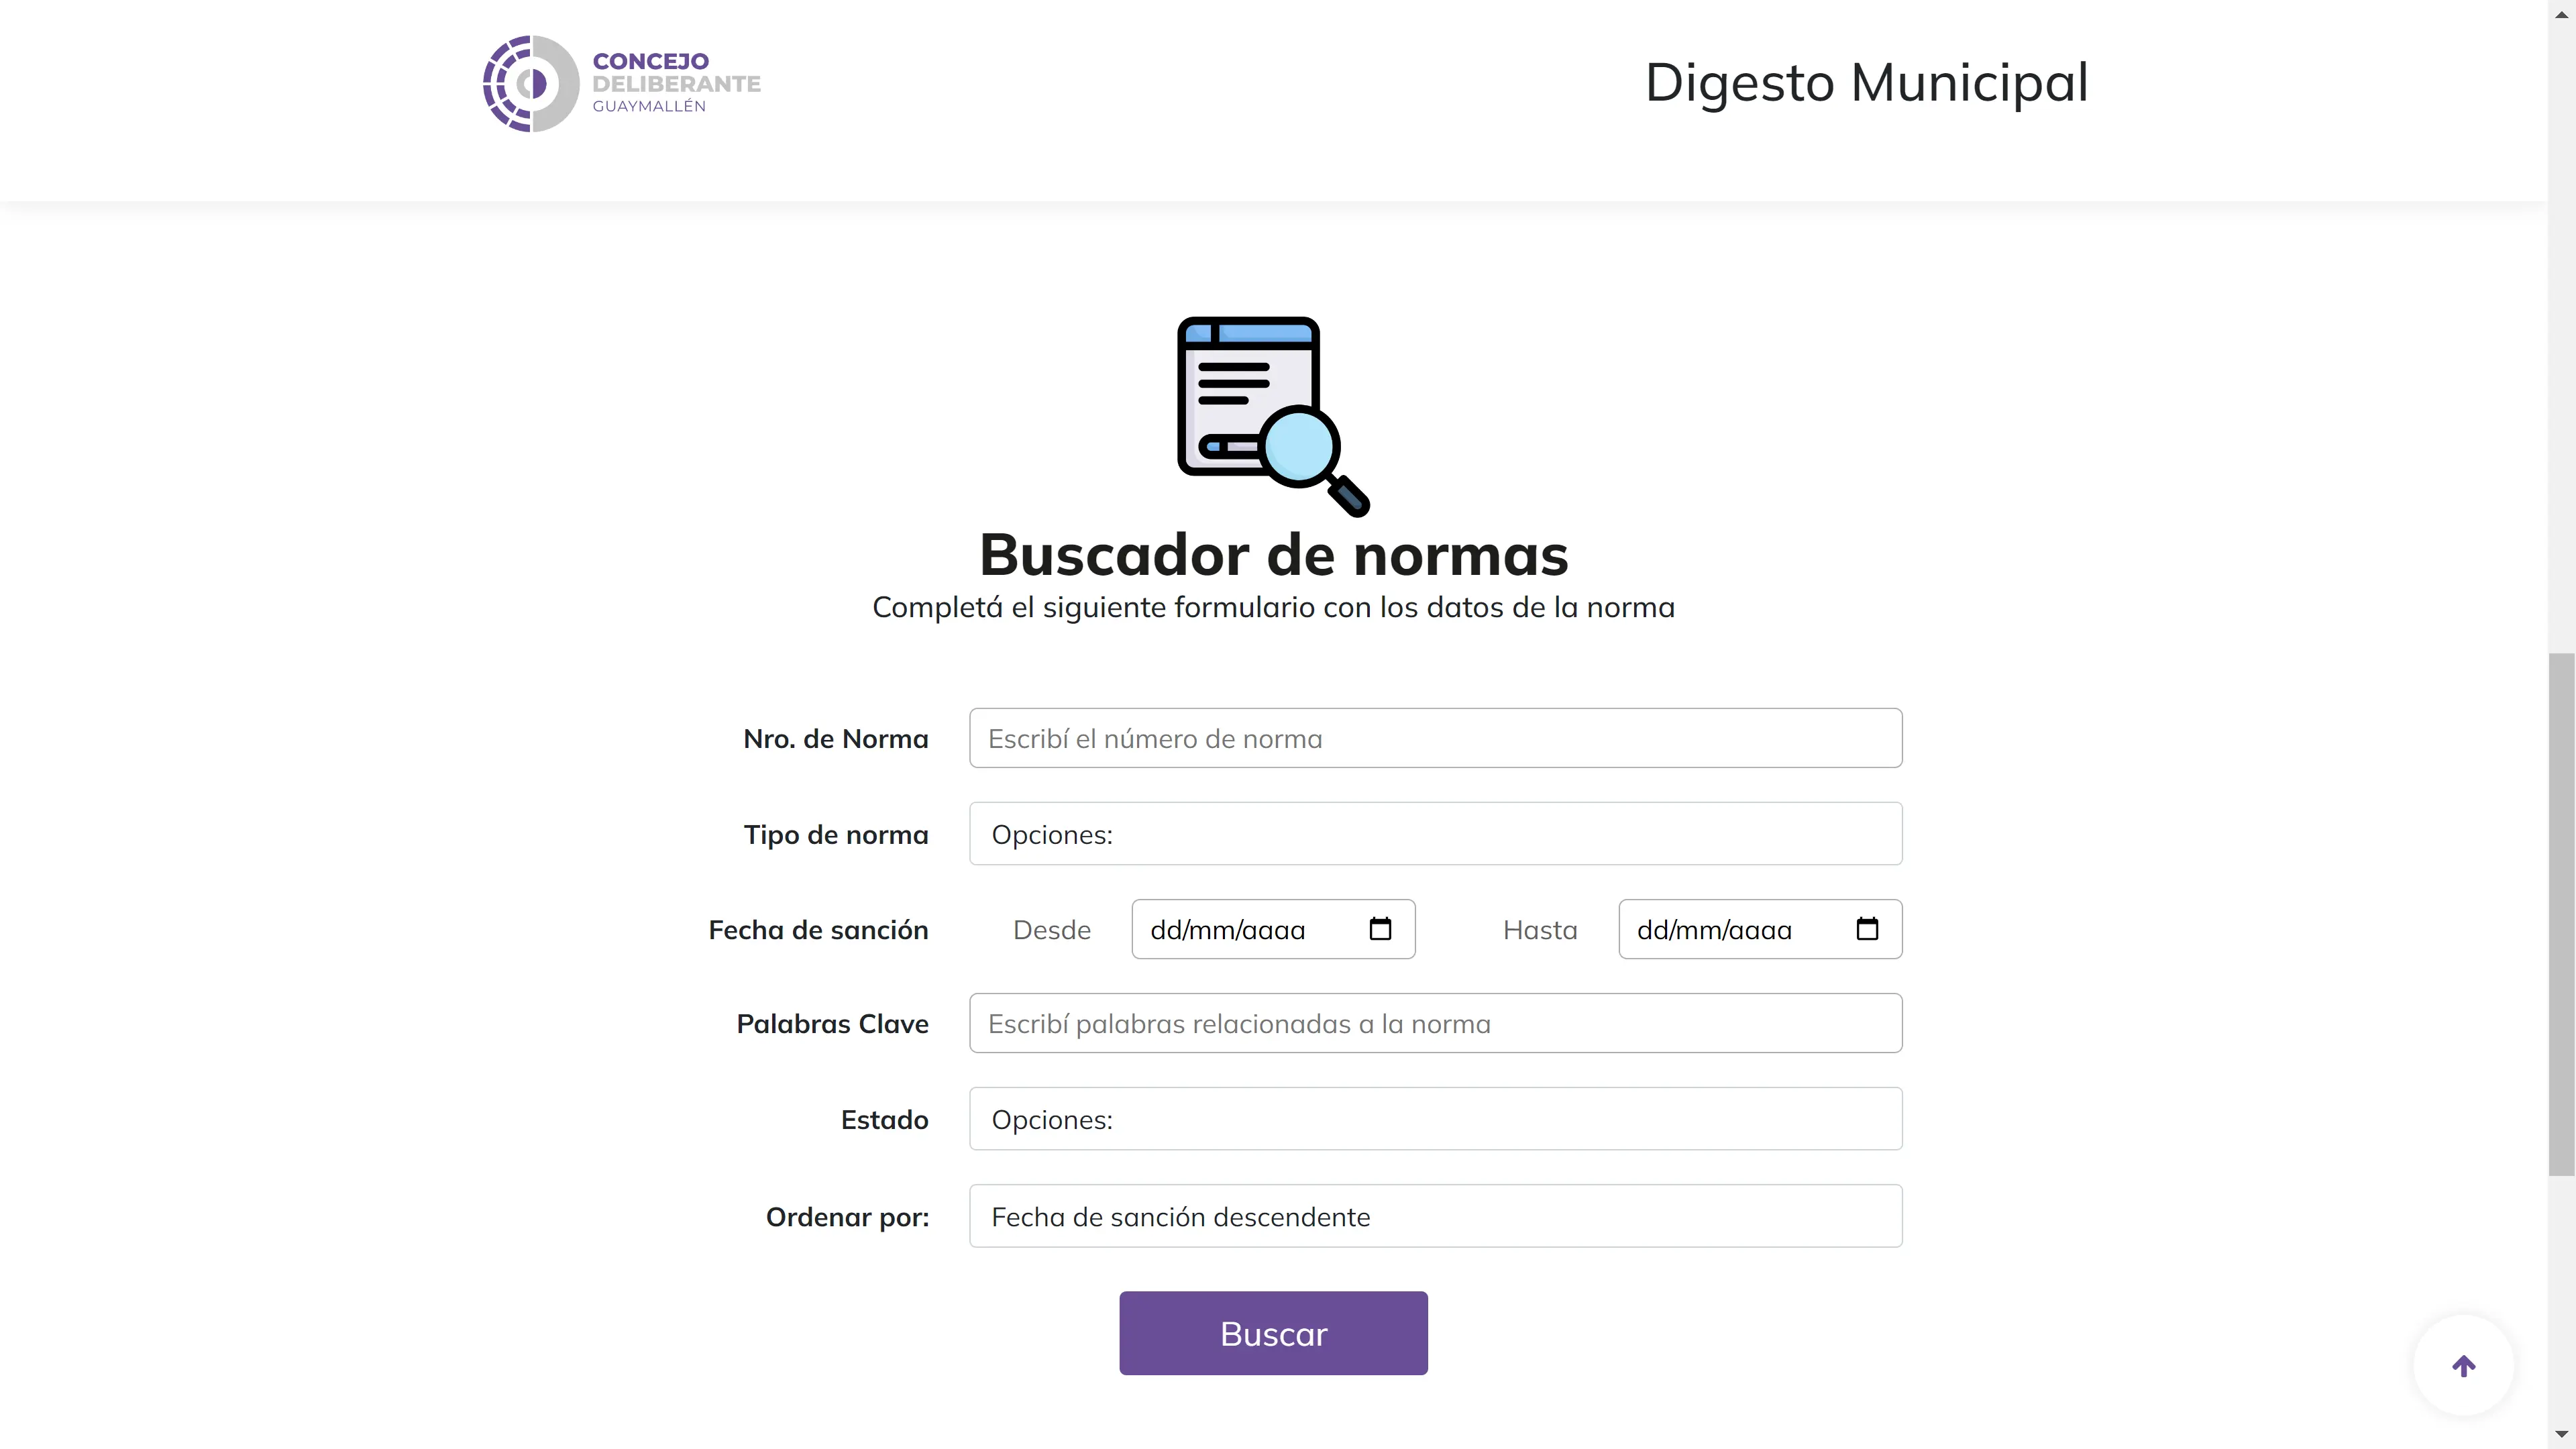 CONCEJO
DELIBERANTE
GUAYMALLÉN
Digesto Municipal
Buscador de normas
Completá el siguiente formulario con los datos de la norma
Nro. de Norma Escribí el número de norma
Tipo de norma Opciones:
Fecha de sanción Desde dd/mm/aaaa Hasta dd/mm/aaaa
Palabras Clave Escribí palabras relacionadas a la norma
Estado Opciones:
Ordenar por: Fecha de sanción descendente
Buscar